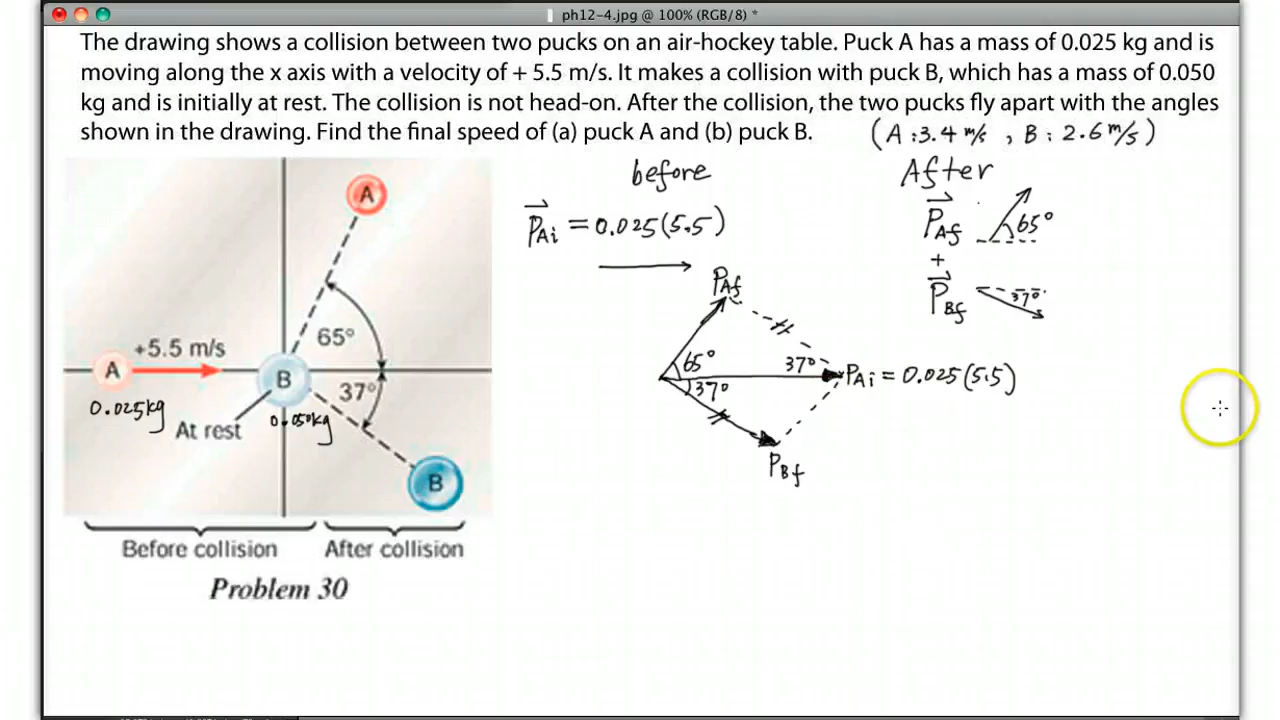 ph12-4.jpg @ 100% (RGB/8) *
The drawing shows a collision between two pucks on an air-hockey table. Puck A has a mass of 0.025 kg and is
moving along the x axis with a velocity of + 5.5 m/s. It makes a collision with puck B, which has a mass of 0.050
kg and is initially at rest. The collision is not head-on. After the collision, the two pucks fly apart with the angles
shown in the drawing. Find the final speed of (a) puck A and (b) puck B.
(A : 3.4 m/s , B : 2.6 m/s)
before
After
PAi = 0.025(5.5)
PAf 65°
+
PBf 37°
A
65°
+5.5 m/s
A
B
37°
0.025kg
At rest
0.050kg
B
Before collision
After collision
Problem 30
PAf
65°
37°
PAi = 0.025(5.5)
37°
PBf